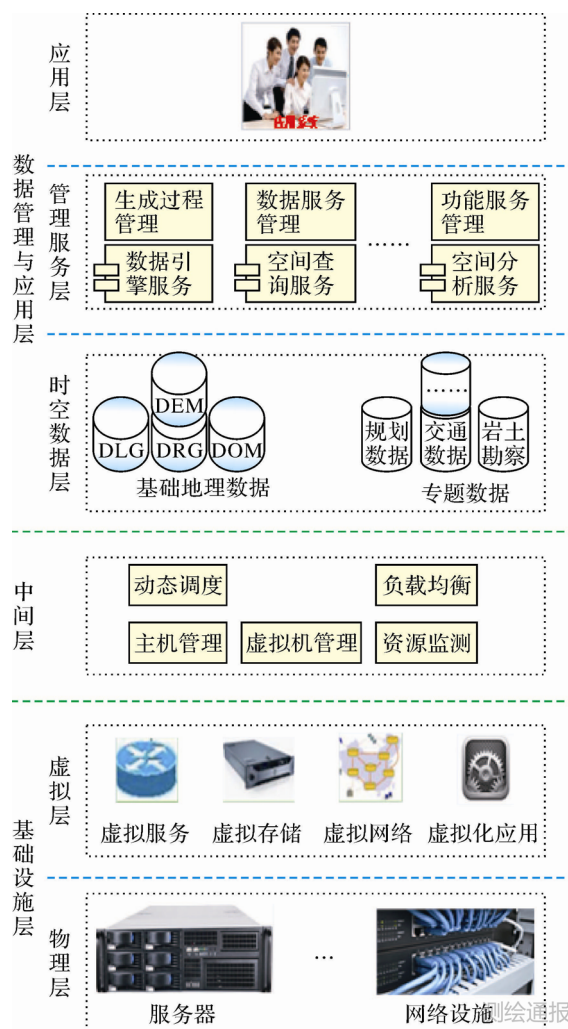 数据管理与应用层
应用层
应用系统
管理服务层
生成过程
管理
数据服务
管理
……
功能服务
管理
数据引
擎服务
空间查
询服务
空间分
析服务
时空数据层
DEM
DLG
DRG
DOM
基础地理数据
……
规划
数据
交通
数据
岩土
勘察
专题数据
中间层
动态调度
负载均衡
主机管理
虚拟机管理
资源监测
基础设施层
虚拟层
虚拟服务
虚拟存储
虚拟网络
虚拟化应用
物理层
…
服务器
网络设施
测绘通报